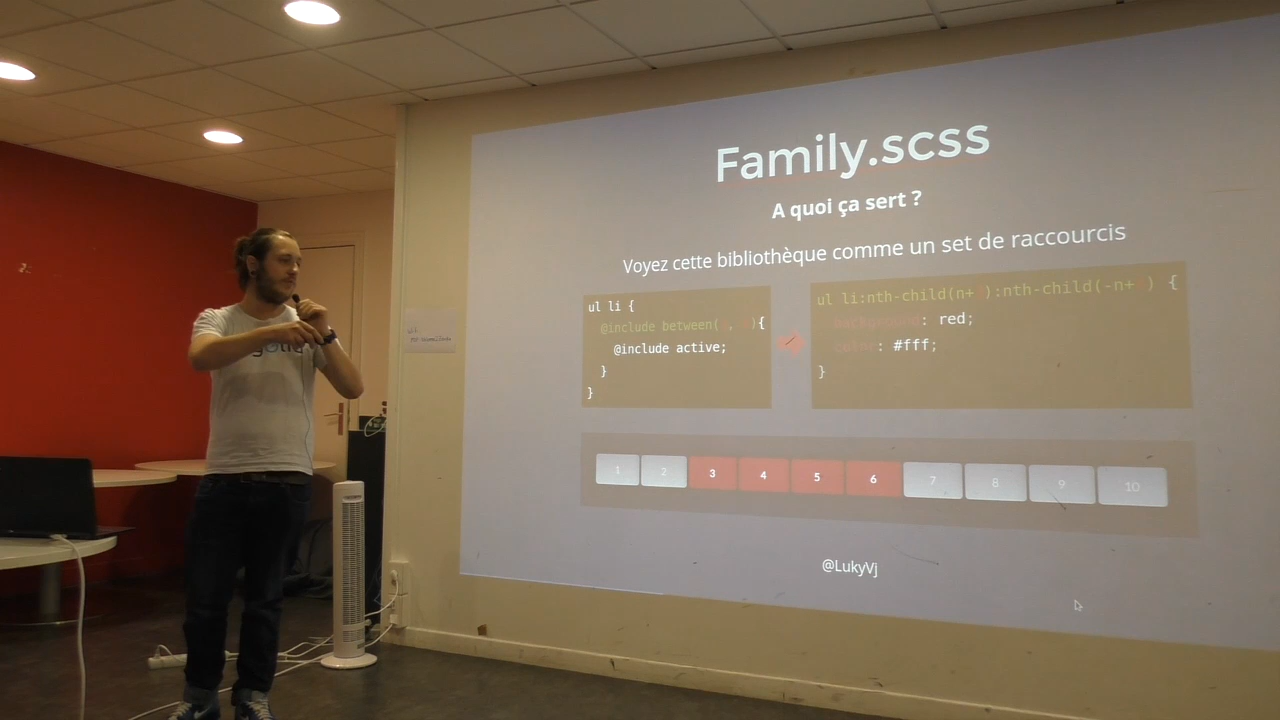 Family.scss
A quoi ça sert ?
Voyez cette bibliothèque comme un set de raccourcis
ul li {
@include between( , ){
@include active;
}
}
ul li:nth-child(n+ ):nth-child(-n+ ) {
background: red;
color: #fff;
}
1 2 3 4 5 6 7 8 9 10
@LukyVj